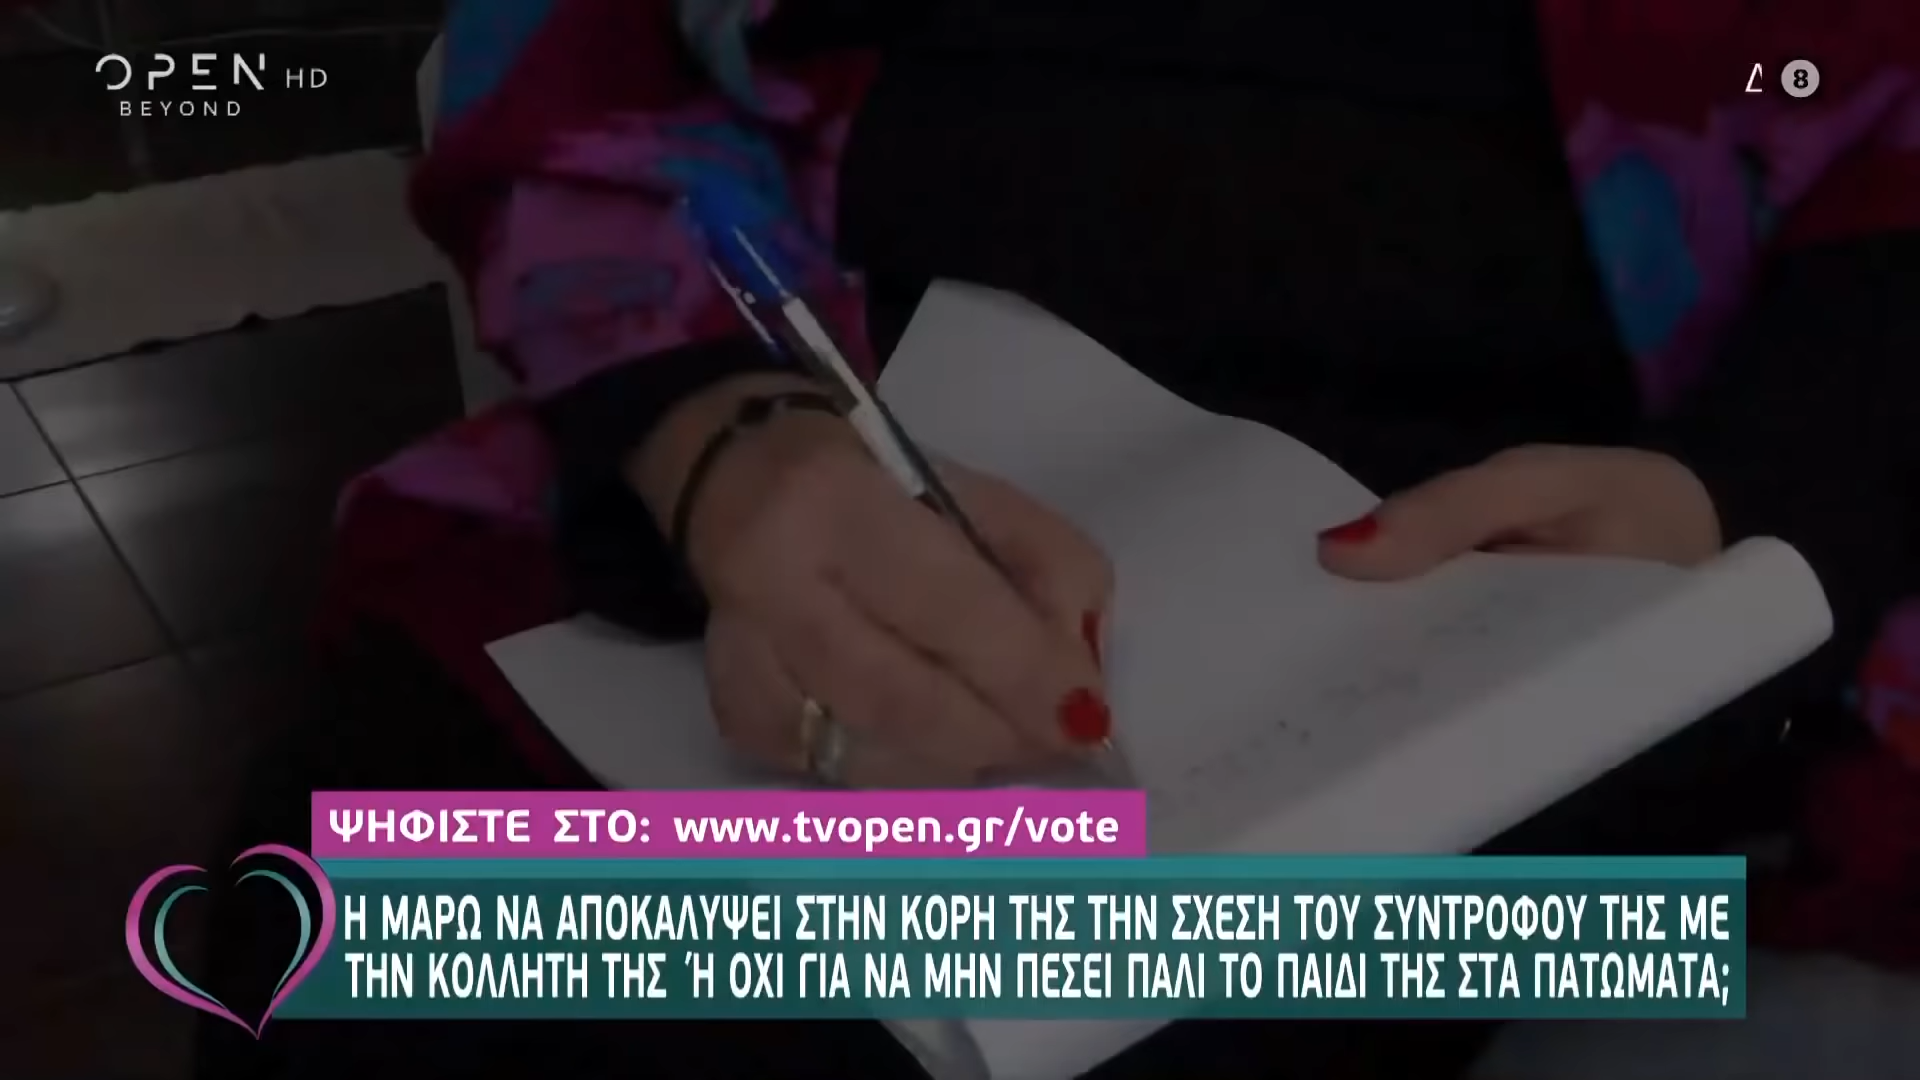 OPEN HD
BEYOND
Δ 8
ΨΗΦΙΣΤΕ ΣΤΟ: www.tvopen.gr/vote
Η ΜΑΡΩ ΝΑ ΑΠΟΚΑΛΥΨΕΙ ΣΤΗΝ ΚΟΡΗ ΤΗΣ ΤΗΝ ΣΧΕΣΗ ΤΟΥ ΣΥΝΤΡΟΦΟΥ ΤΗΣ ΜΕ
ΤΗΝ ΚΟΛΛΗΤΗ ΤΗΣ Ή ΟΧΙ ΓΙΑ ΝΑ ΜΗΝ ΠΕΣΕΙ ΠΑΛΙ ΤΟ ΠΑΙΔΙ ΤΗΣ ΣΤΑ ΠΑΤΩΜΑΤΑ;